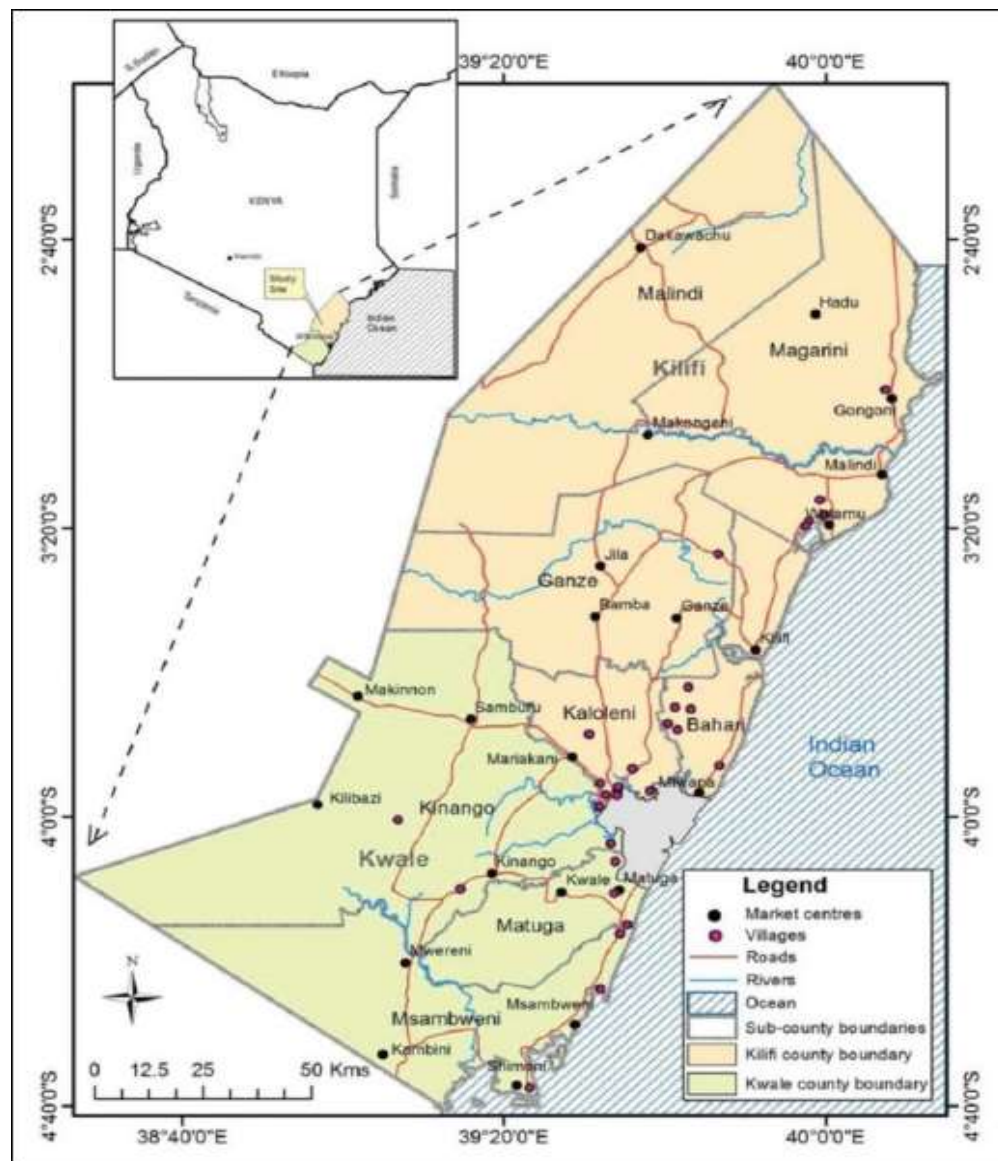 39°20'0"E
40°0'0"E
Ethiopia
Uganda
Somalia
KENYA
Study
Site
Tanzania
Indian
Ocean
2°40'0"S
2°40'0"S
Dakawachu
Malindi
Hadu
Magarini
Kilifi
Gongoni
Makongeni
Malindi
3°20'0"S
3°20'0"S
Watamu
Jila
Ganze
Bamba
Ganze
Kilifi
Makinnon
Samburu
Kaloleni
Bahari
Mariakani
Indian
Ocean
Mtwapa
Kilibazi
Kinango
4°0'0"S
4°0'0"S
Kwale
Kinango
Kwale
Matuga
Matuga
Mwereni
Msambweni
Msambweni
Kambini
Shimoni
Legend
Market centres
Villages
Roads
Rivers
Ocean
Sub-county boundaries
Kilifi county boundary
Kwale county boundary
N
0 12.5 25 50 Kms
4°40'0"S
4°40'0"S
38°40'0"E
39°20'0"E
40°0'0"E